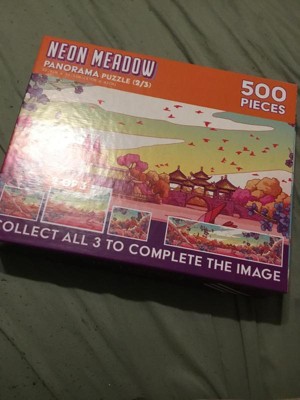 NEON MEADOW
PANORAMA PUZZLE (2/3)
500
PIECES
COLLECT ALL 3 TO COMPLETE THE IMAGE